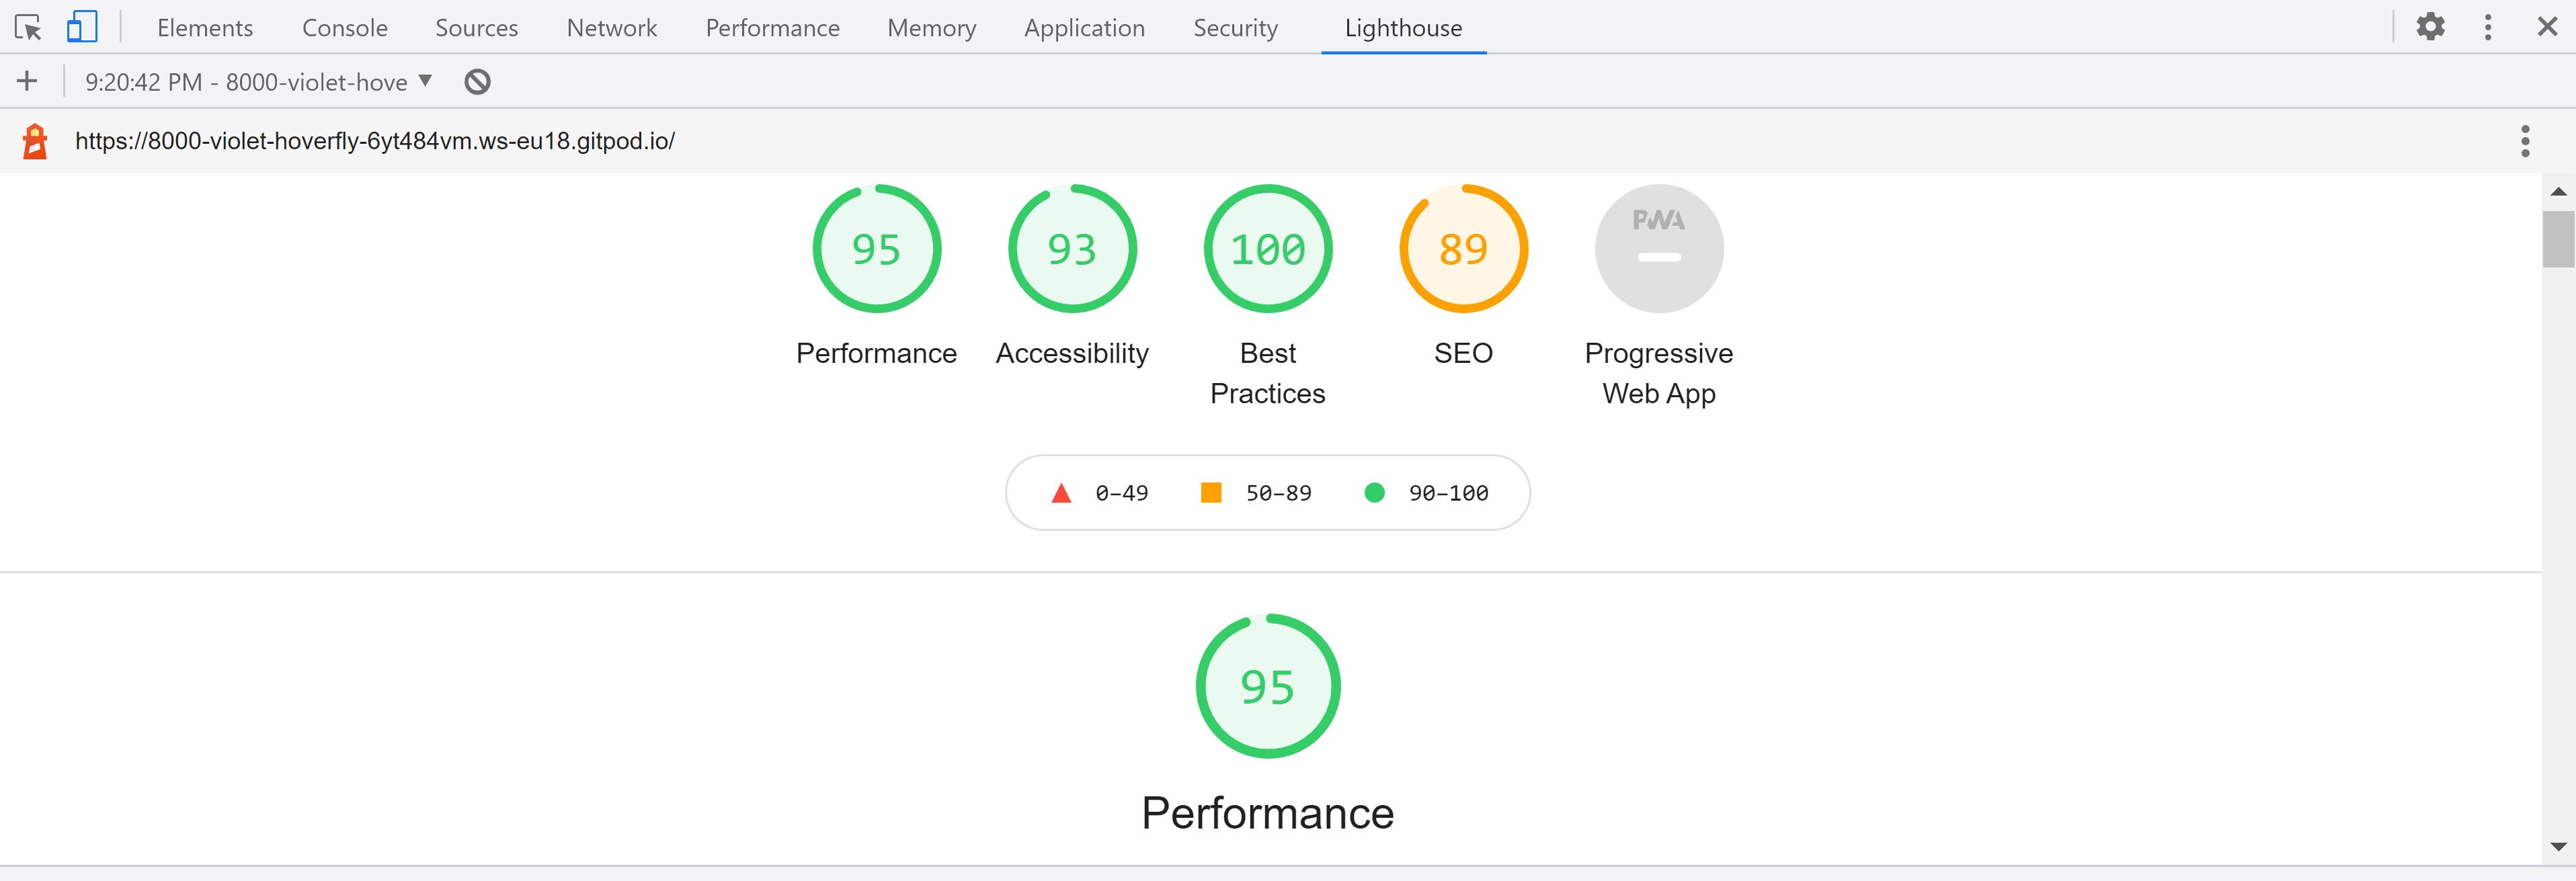 Elements Console Sources Network Performance Memory Application Security Lighthouse
9:20:42 PM - 8000-violet-hove
https://8000-violet-hoverfly-6yt484vm.ws-eu18.gitpod.io/
95 93 100 89 PWA
Performance Accessibility Best Practices SEO Progressive Web App
0–49 50–89 90–100
95
Performance